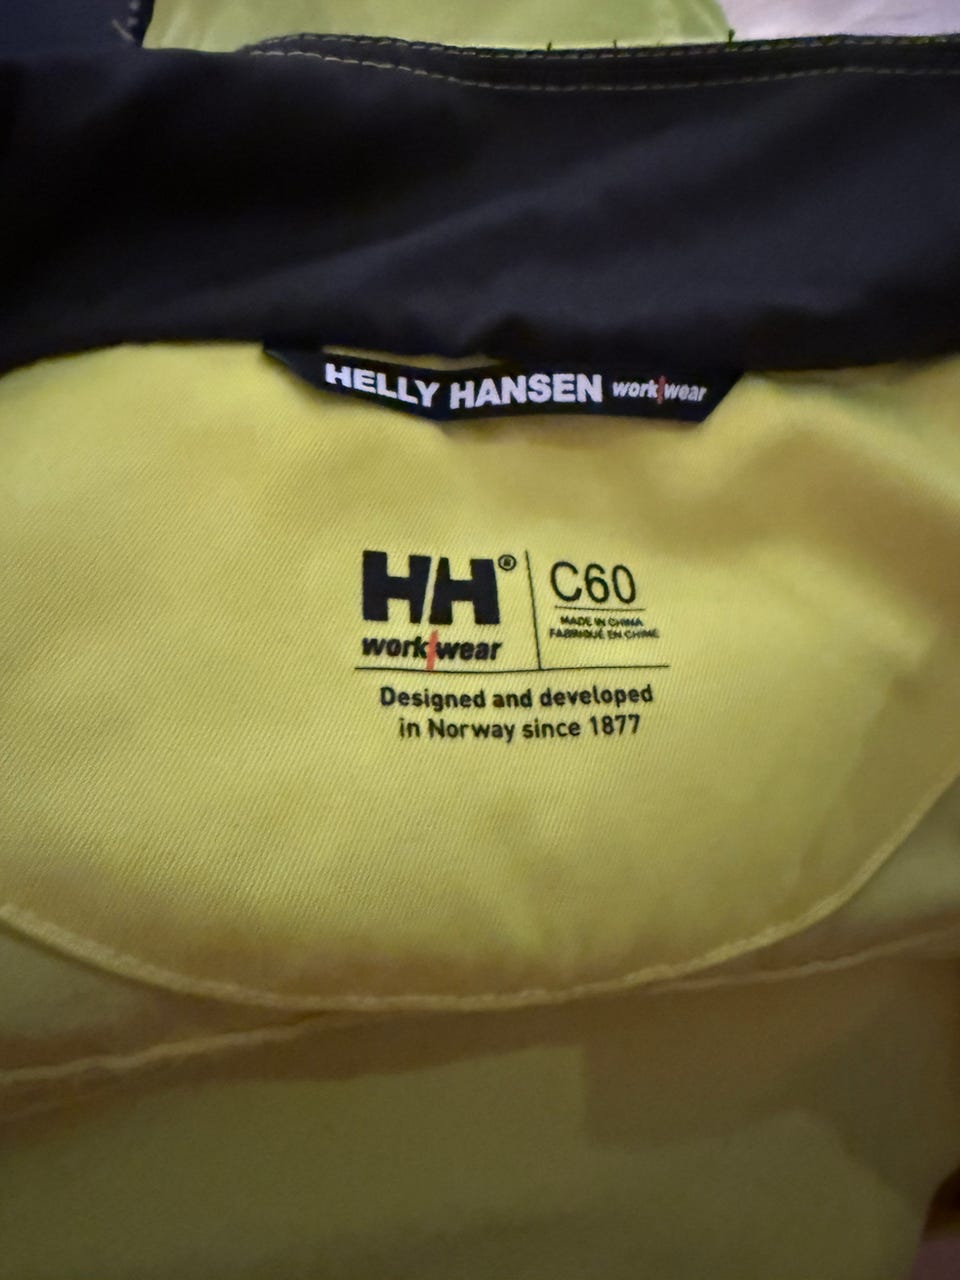 HELLY HANSEN work wear
HH®
work wear
C60
MADE IN CHINA
FABRIQUÉ EN CHINE
Designed and developed
in Norway since 1877